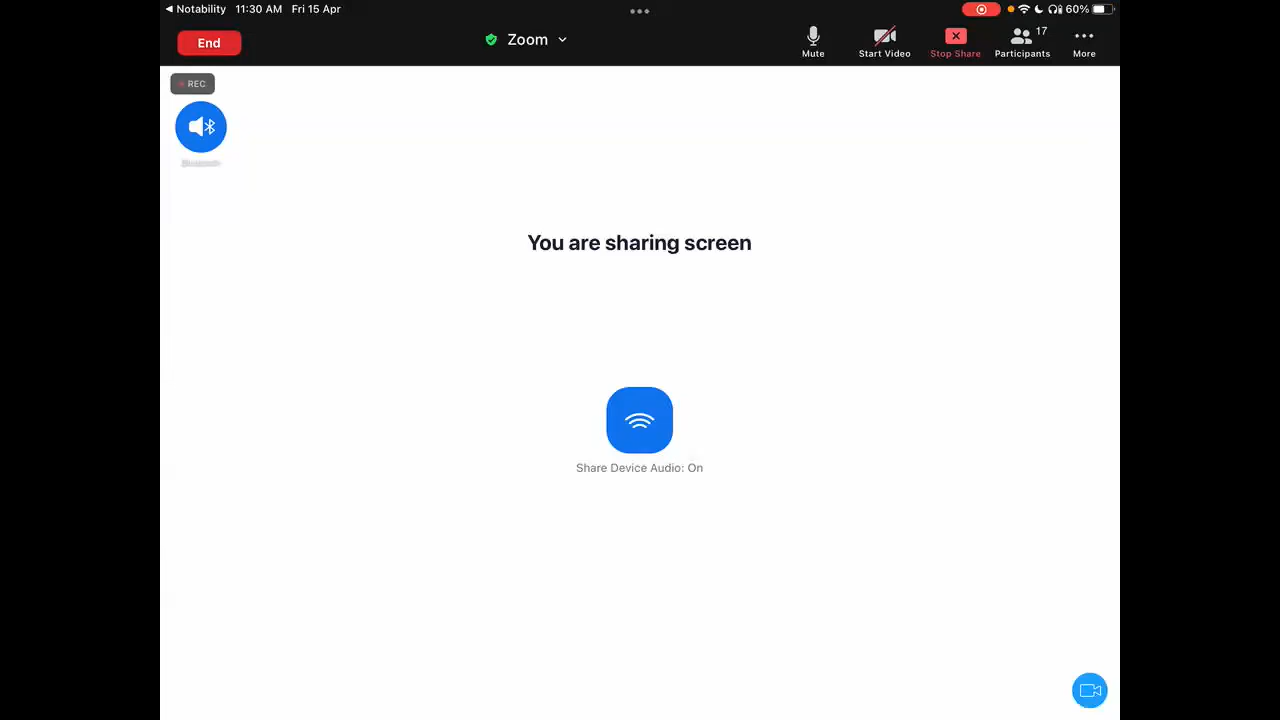 Notability 11:30 AM Fri 15 Apr
60%
End
Zoom
17
Mute
Start Video
Stop Share
Participants
More
REC
Bluetooth
You are sharing screen
Share Device Audio: On